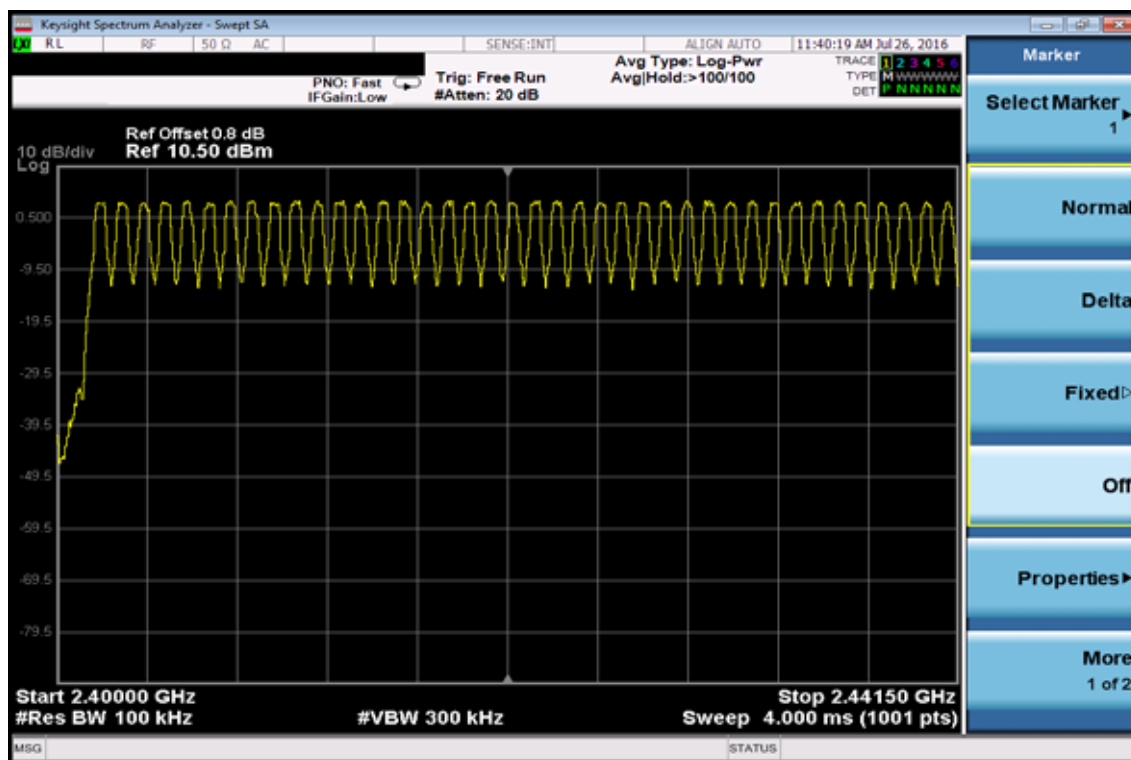 Keysight Spectrum Analyzer - Swept SA
LXI RL RF 50 Ω AC SENSE:INT ALIGN AUTO 11:40:19 AM Jul 26, 2016
PNO: Fast
IFGain:Low
Trig: Free Run
#Atten: 20 dB
Avg Type: Log-Pwr
Avg|Hold:>100/100
TRACE 1 2 3 4 5 6
TYPE M WWWWW
DET P N N N N N
Ref Offset 0.8 dB
10 dB/div Ref 10.50 dBm
Log
0.500
-9.50
-19.5
-29.5
-39.5
-49.5
-59.5
-69.5
-79.5
Start 2.40000 GHz Stop 2.44150 GHz
#Res BW 100 kHz #VBW 300 kHz Sweep 4.000 ms (1001 pts)
MSG STATUS
Marker
Select Marker
1
Normal
Delta
Fixed
Off
Properties
More
1 of 2